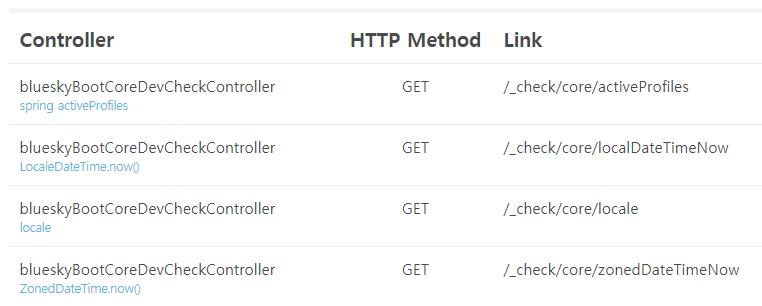 Controller HTTP Method Link
blueskyBootCoreDevCheckController GET /_check/core/activeProfiles
spring activeProfiles
blueskyBootCoreDevCheckController GET /_check/core/localDateTimeNow
LocaleDateTime.now()
blueskyBootCoreDevCheckController GET /_check/core/locale
locale
blueskyBootCoreDevCheckController GET /_check/core/zonedDateTimeNow
ZonedDateTime.now()